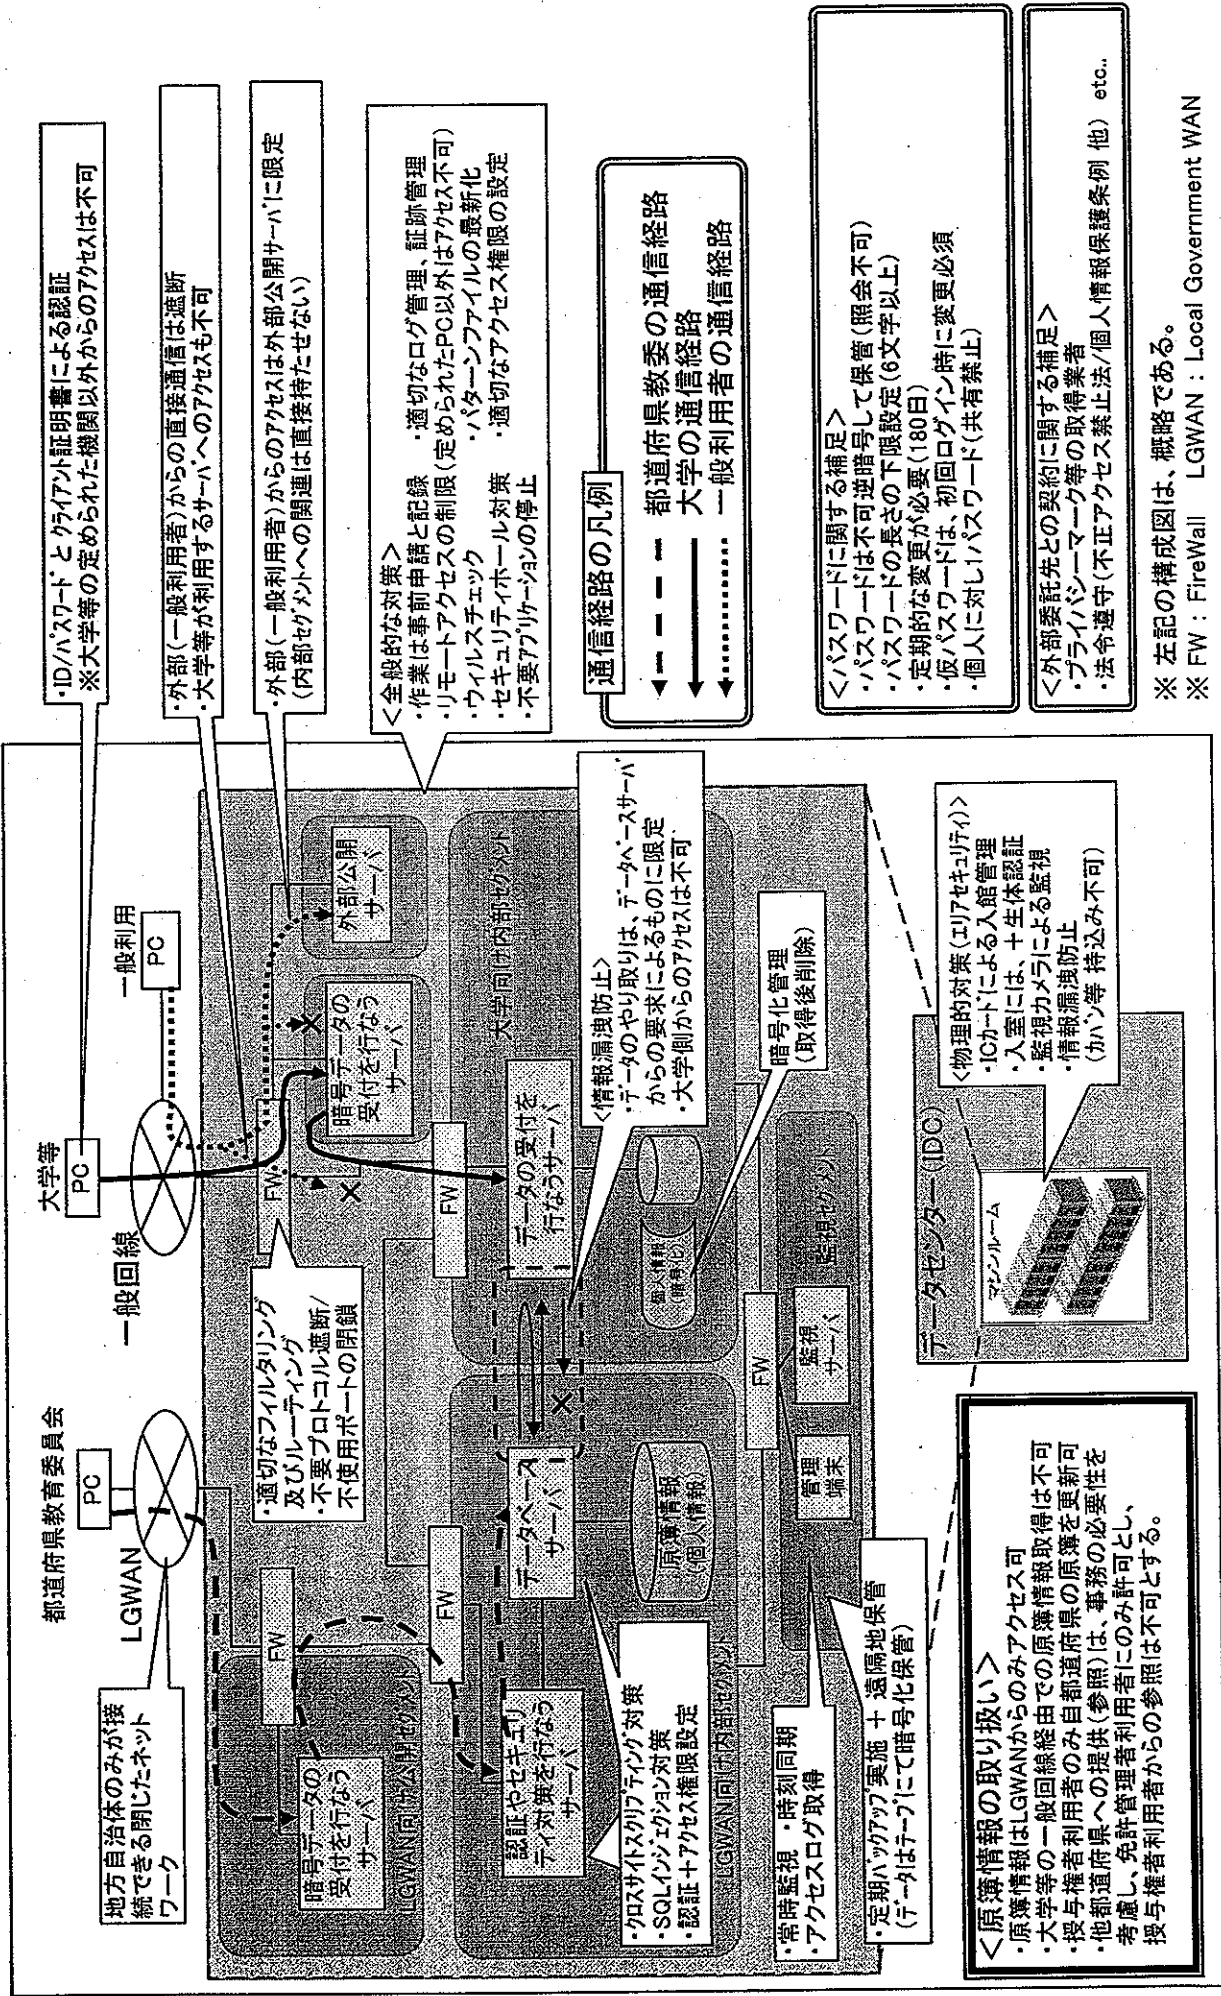 都道府県教育委員会
PC
LGWAN
地方自治体のみが接
続できる閉じたネット
ワーク
大学等
PC
一般回線
一般利用
PC
・ID/パスワード とクライアント証明書による認証
※大学等の定められた機関以外からのアクセスは不可
・外部(一般利用者)からの直接通信は遮断
・大学等が利用するサーバへのアクセスも不可
・外部(一般利用者)からのアクセスは外部公開サーバに限定
(内部セグメントへの関連は直接持たせない)
<全般的な対策>
・作業は事前申請と記録 ・適切なログ管理、証跡管理
・リモートアクセスの制限(定められたPC以外はアクセス不可)
・ウィルスチェック ・パターンファイルの最新化
・セキュリティホール対策 ・適切なアクセス権限の設定
・不要アプリケーションの停止
通信経路の凡例
都道府県教委の通信経路
大学の通信経路
一般利用者の通信経路
<パスワードに関する補足>
・パスワードは不可逆暗号して保管(照会不可)
・パスワードの長さの下限設定(6文字以上)
・定期的な変更が必要(180日)
・仮パスワードは、初回ログイン時に変更必須
・個人に対し1パスワード(共有禁止)
<外部委託先との契約に関する補足>
・プライバシーマーク等の取得業者
・法令遵守(不正アクセス禁止法/個人情報保護条例 他) etc..
※ 左記の構成図は、概略である。
※ FW : FireWall LGWAN : Local Government WAN
・適切なフィルタリング
及びルーティング
・不要プロトコル遮断/
不使用ポートの閉鎖
FW
FW
暗号データの
受付を行なう
サーバ
LGWAN向け公開セグメント
暗号データの
受付を行なう
サーバ
外部公開
サーバ
FW
FW
認証やセキュリ
ティ対策を行なう
サーバ
データベース
サーバ
原簿情報
(個人情報)
LGWAN向け内部セグメント
データの受付を
行なうサーバ
個人情報
(暗号化)
大学向け内部セグメント
<情報漏洩防止>
・データのやり取りは、データベースサーバ
からの要求によるものに限定
・大学側からのアクセスは不可
暗号化管理
(取得後削除)
・クロスサイトスクリプティング対策
・SQLインジェクション対策
・認証+アクセス権限設定
FW
管理
端末
監視
サーバ
監視セグメント
・常時監視 ・時刻同期
・アクセスログ取得
・定期バックアップ実施 + 遠隔地保管
(データはテープにて暗号化保管)
データセンター(IDC)
マシンルーム
<物理的対策(エリアセキュリティ)>
・ICカードによる入館管理
・入室には、+生体認証
・監視カメラによる監視
・情報漏洩防止
(カバン等 持込み不可)
<原簿情報の取り扱い>
・原簿情報はLGWANからのみアクセス可
・大学等の一般回線経由での原簿情報取得は不可
・授与権者利用者のみ自都道府県の原簿を更新可
・他都道府県への提供(参照)は、事務の必要性を
考慮し、免許管理者利用者にのみ許可とし、
授与権者利用者からの参照は不可とする。